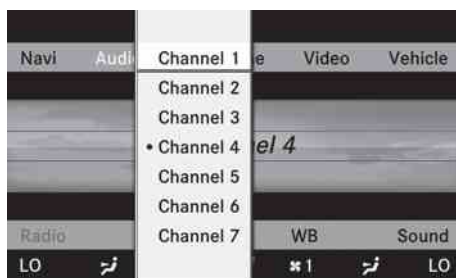 Navi Audi e Video Vehicle
Channel 1
Channel 2
Channel 3
• Channel 4
el 4
Channel 5
Channel 6
Channel 7
Radio WB Sound
LO 1 LO